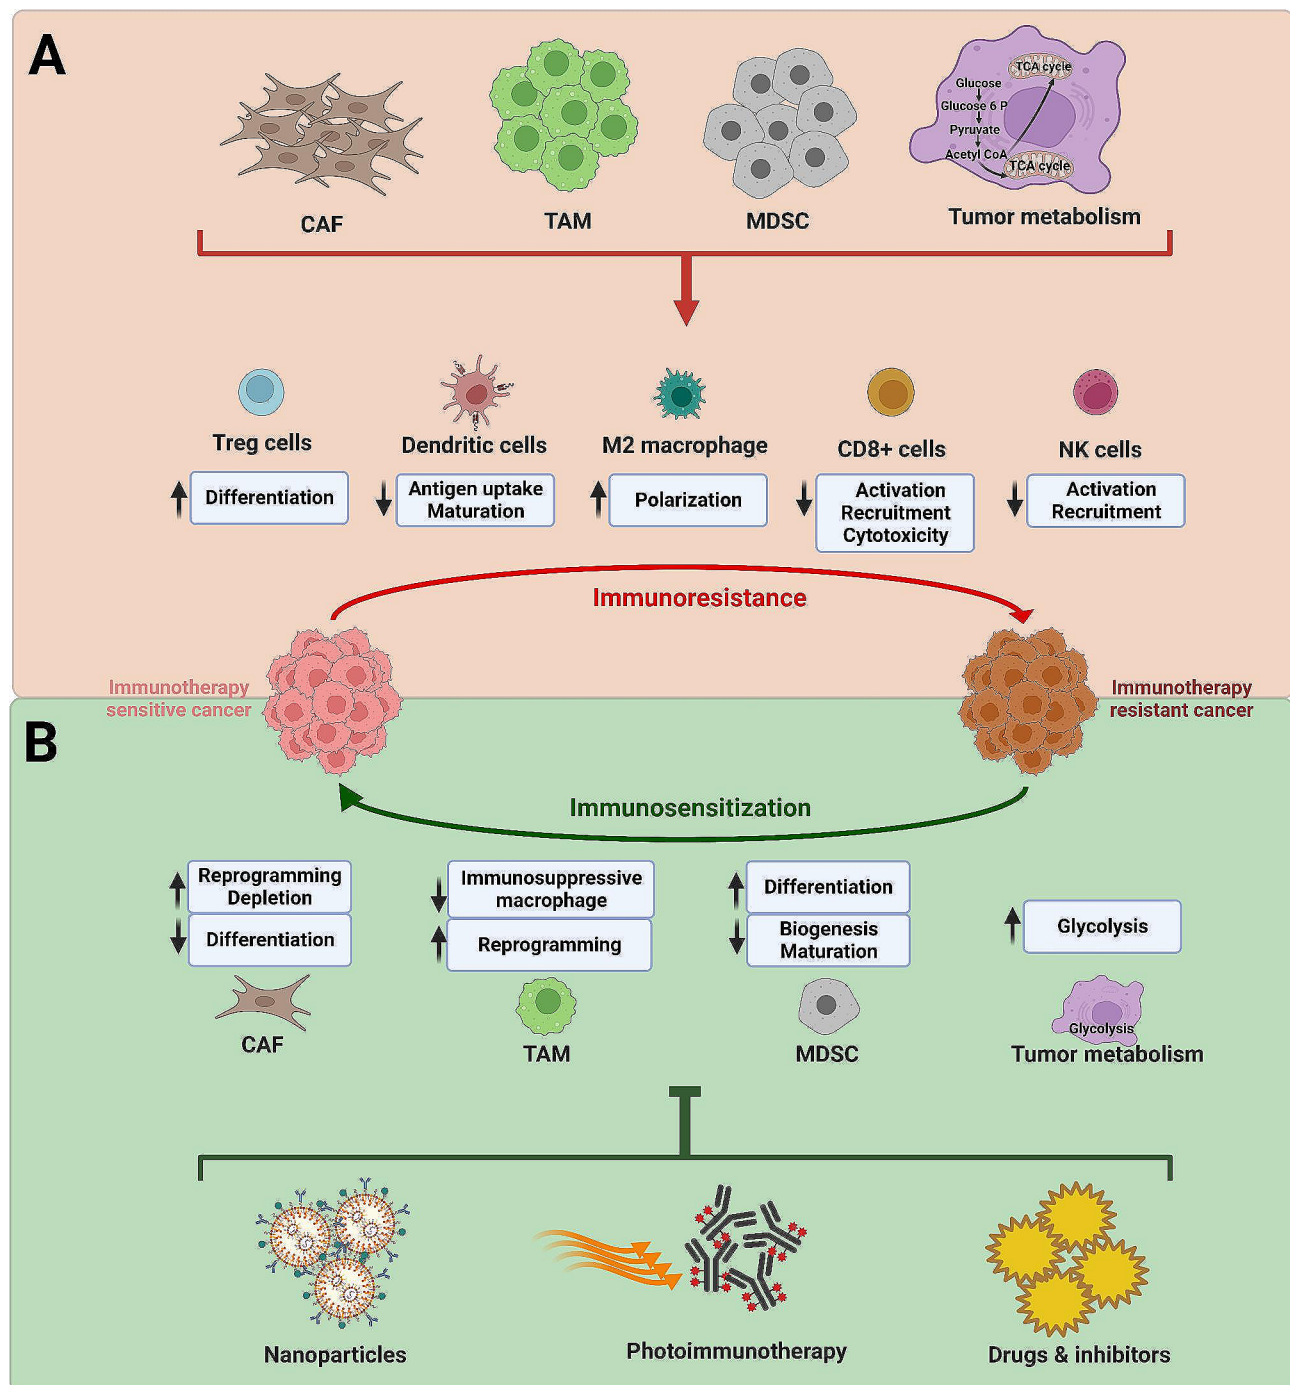 A
TCA cycle
Glucose
Glucose 6 P
Pyruvate
Acetyl CoA
TCA cycle
CAF
TAM
MDSC
Tumor metabolism
Treg cells
Dendritic cells
M2 macrophage
CD8+ cells
NK cells
Differentiation
Antigen uptake
Maturation
Polarization
Activation
Recruitment
Cytotoxicity
Activation
Recruitment
Immunoresistance
Immunotherapy
sensitive cancer
Immunotherapy
resistant cancer
B
Immunosensitization
Reprogramming
Depletion
Differentiation
Immunosuppressive
macrophage
Reprogramming
Differentiation
Biogenesis
Maturation
Glycolysis
CAF
TAM
MDSC
Glycolysis
Tumor metabolism
Nanoparticles
Photoimmunotherapy
Drugs & inhibitors